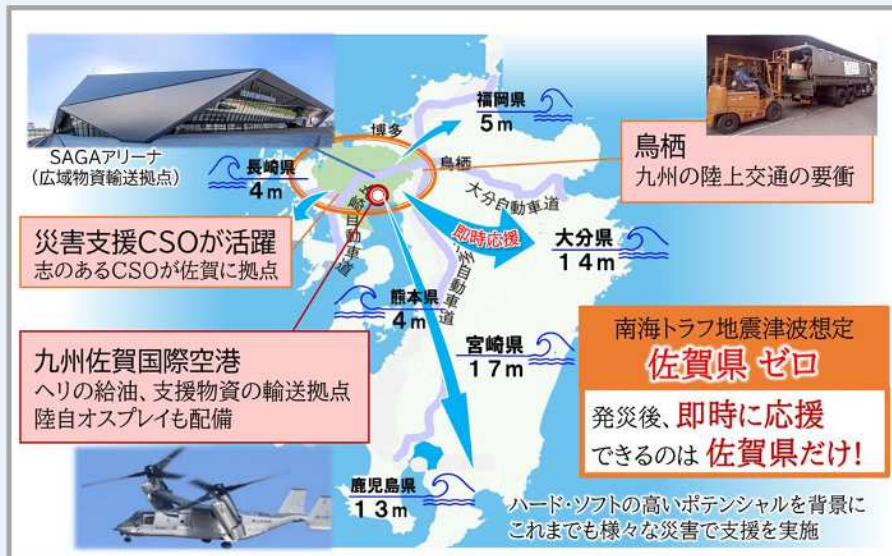 SAGAアリーナ
(広域物資輸送拠点)
福岡県
5m
博多
鳥栖
長崎県
4m
鳥栖
九州の陸上交通の要衝
大分自動車道
災害支援CSOが活躍
志のあるCSOが佐賀に拠点
自動車道
即時応援
大分県
14m
自動車道
熊本県
4m
宮崎県
17m
九州佐賀国際空港
ヘリの給油、支援物資の輸送拠点
陸自オスプレイも配備
南海トラフ地震津波想定
佐賀県 ゼロ
発災後、即時に応援
できるのは 佐賀県だけ!
鹿児島県
13m
ハード・ソフトの高いポテンシャルを背景に
これまでも様々な災害で支援を実施